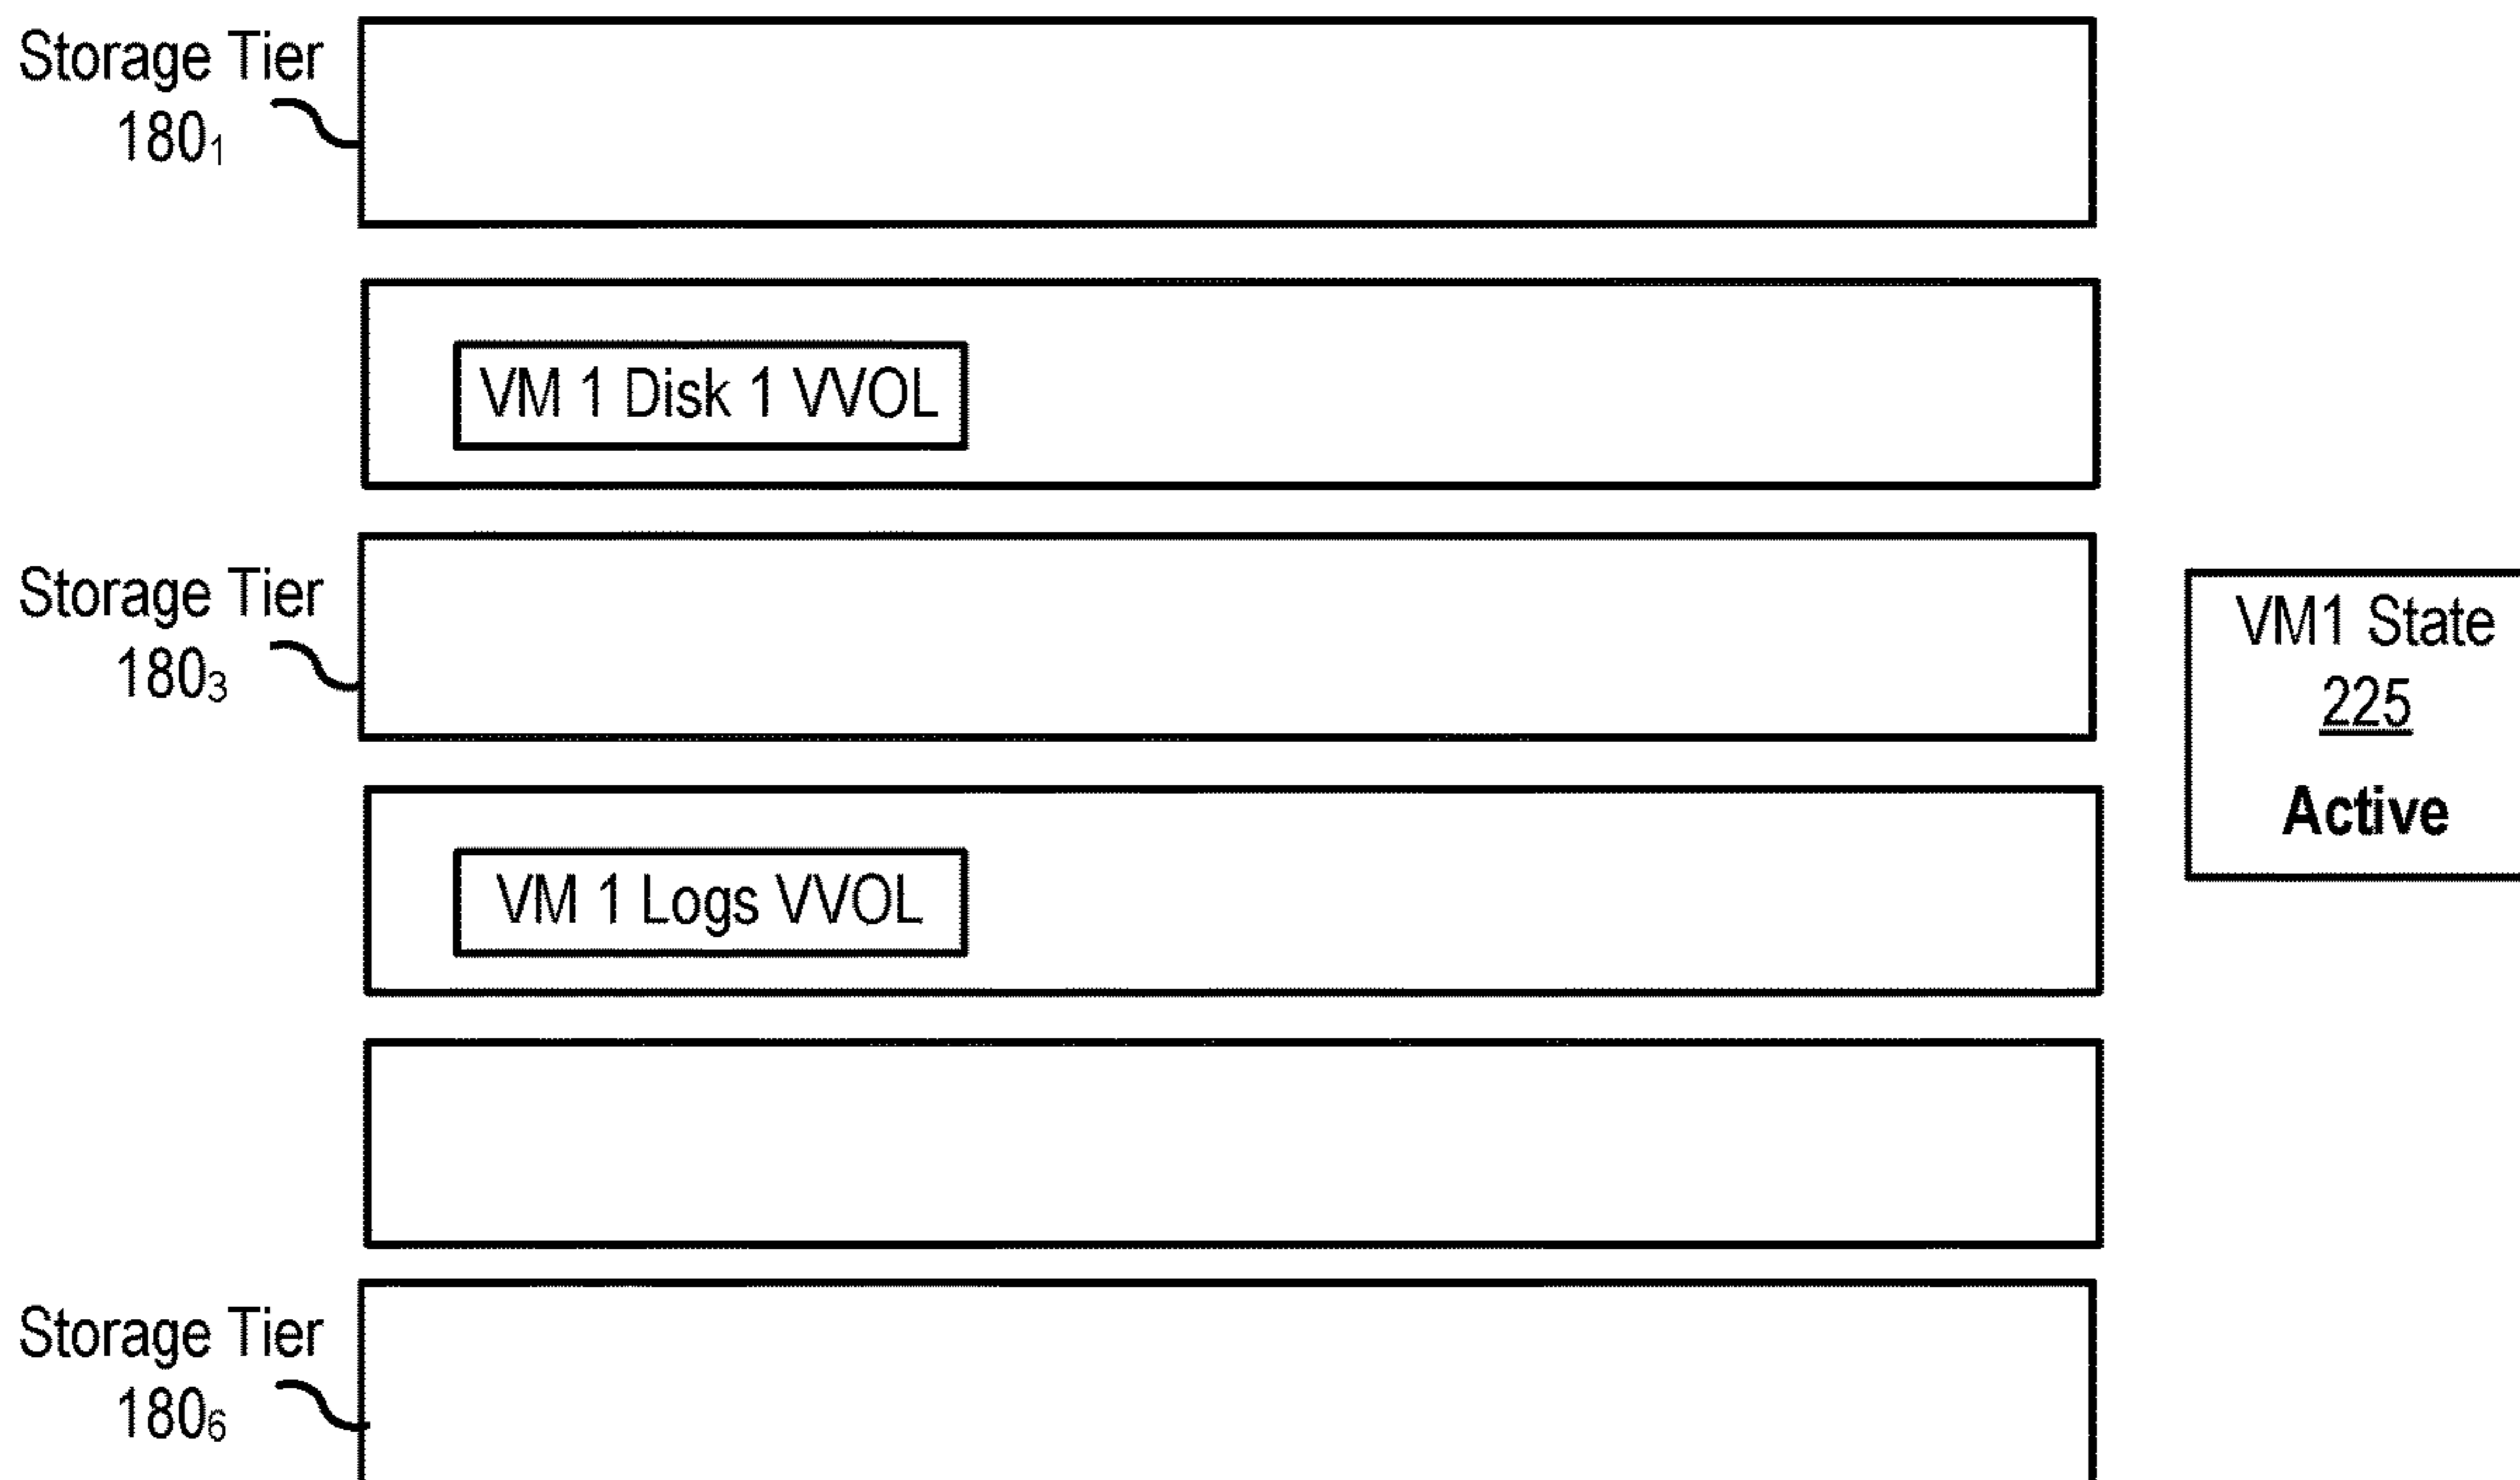 Storage Tier
180₁
VM 1 Disk 1 VVOL
Storage Tier
180₃
VM1 State
225
Active
VM 1 Logs VVOL
Storage Tier
180₆